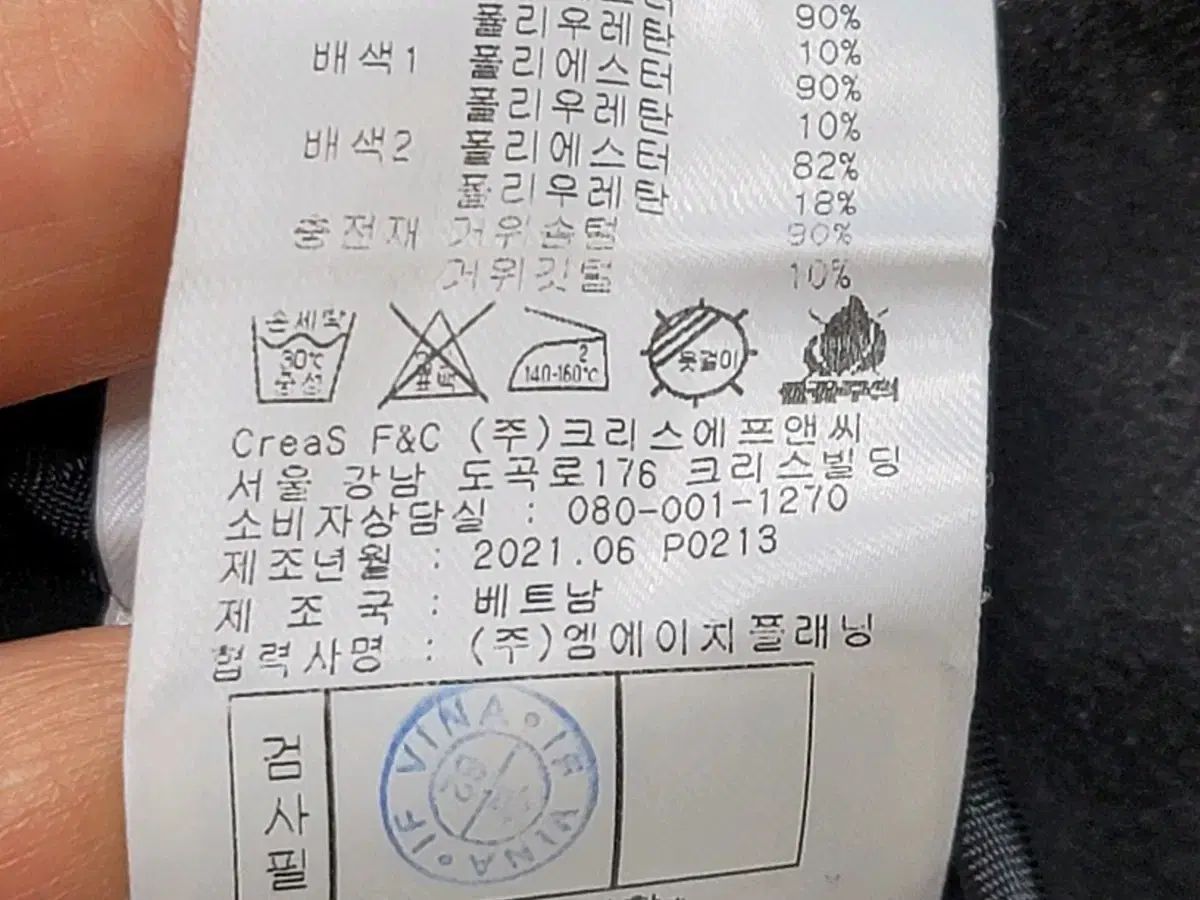 폴리우레탄 90%
배색1 폴리에스터 10%
폴리우레탄 90%
배색2 폴리에스터 10%
폴리우레탄 82%
18%
충전재 거위솜털 90%
거위깃털 10%
손세탁 30℃ 중성
표백
2 140-160℃
옷걸이
CreaS F&C (주)크리스에프앤씨
서울 강남 도곡로176 크리스빌딩
소비자상담실 : 080-001-1270
제조년월 : 2021.06 P0213
제 조 국 : 베트남
협력사명 : (주)엠에이치플래닝
검사필
IF VINA • IF VINA •